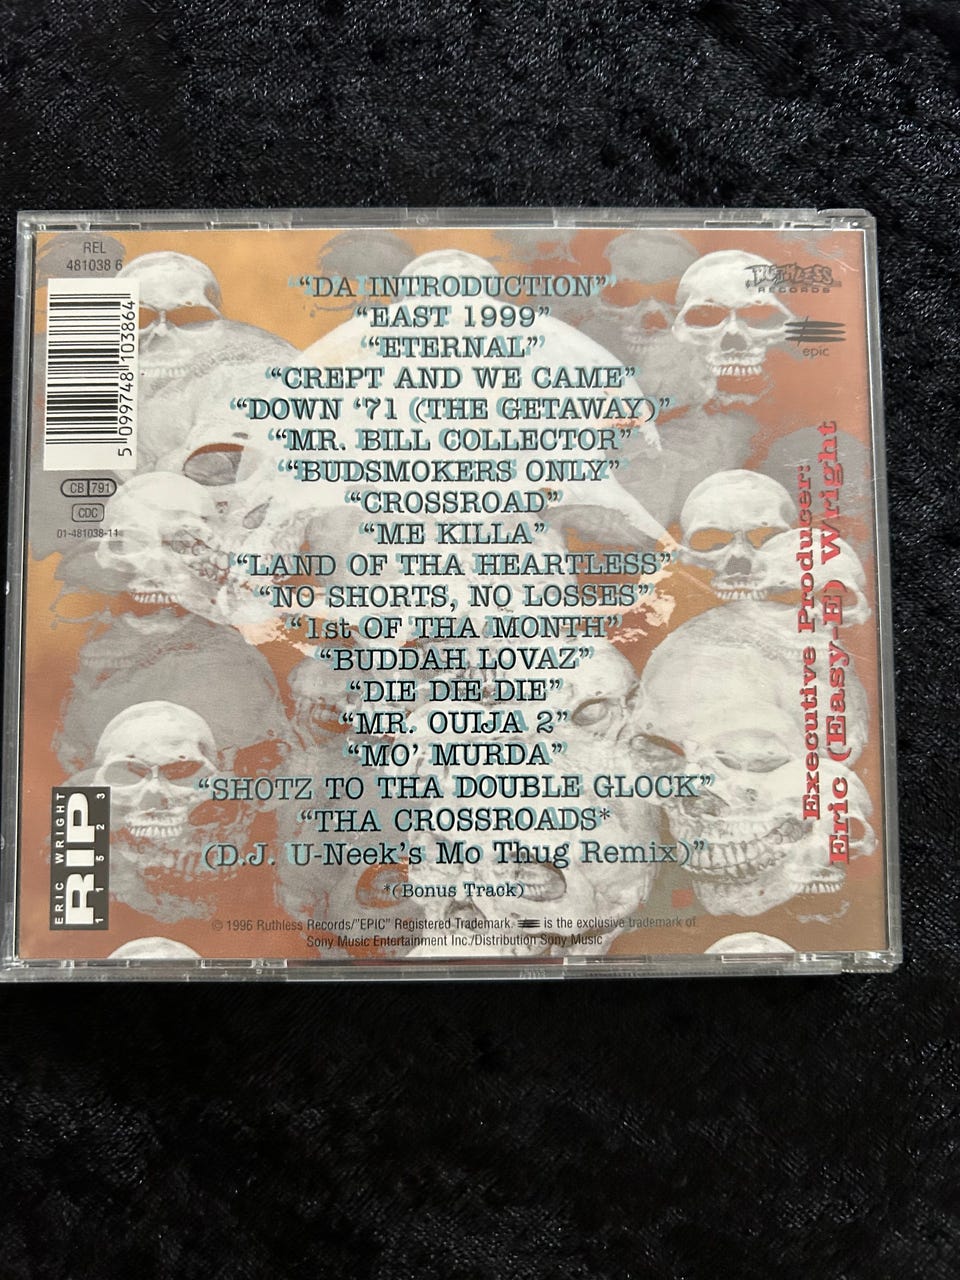 REL
481038 6
5 099748 103864
CB 791
CDC
01-481038-11
RUTHLESS
RECORDS
epic
"DA INTRODUCTION"
"EAST 1999"
"ETERNAL"
"CREPT AND WE CAME"
"DOWN '71 (THE GETAWAY)"
"MR. BILL COLLECTOR"
"BUDSMOKERS ONLY"
"CROSSROAD"
"ME KILLA"
"LAND OF THA HEARTLESS"
"NO SHORTS, NO LOSSES"
"1st OF THA MONTH"
"BUDDAH LOVAZ"
"DIE DIE DIE"
"MR. OUIJA 2"
"MO' MURDA"
"SHOTZ TO THA DOUBLE GLOCK"
"THA CROSSROADS*
(D.J. U-Neek's Mo Thug Remix)"
*(Bonus Track)
Executive Producer:
Eric (Easy-E) Wright
ERIC WRIGHT
RIP
1 1 5 2 3
© 1996 Ruthless Records/"EPIC" Registered Trademark. is the exclusive trademark of
Sony Music Entertainment Inc./Distribution Sony Music